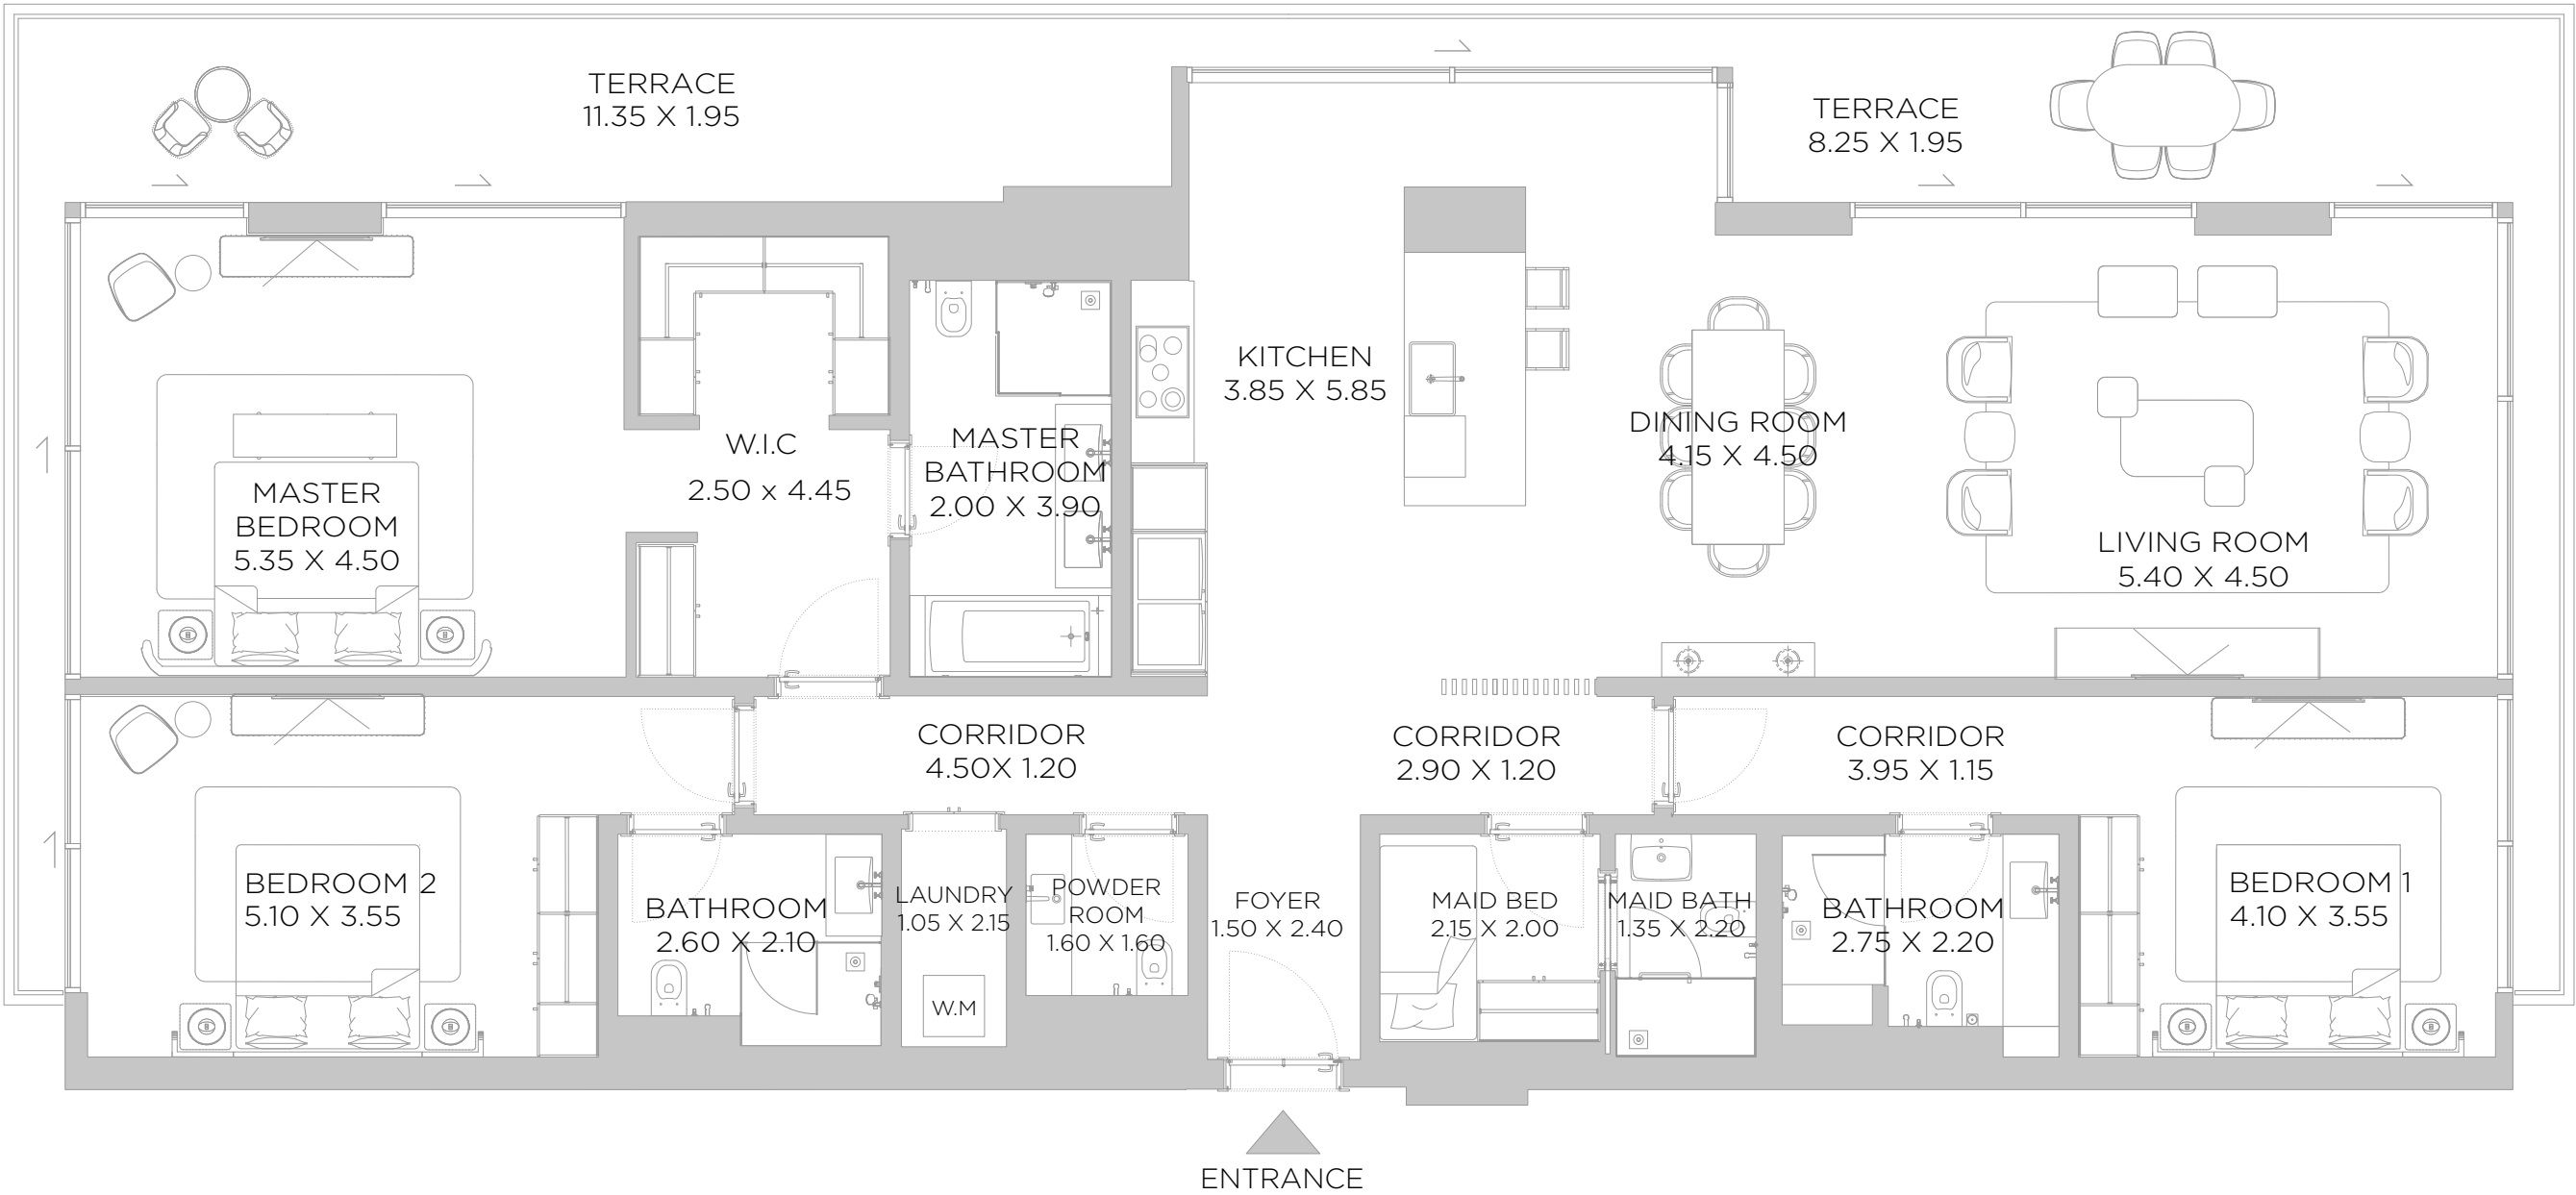 TERRACE
11.35 X 1.95
TERRACE
8.25 X 1.95
KITCHEN
3.85 X 5.85
DINING ROOM
4.15 X 4.50
W.I.C
2.50 x 4.45
MASTER
BATHROOM
2.00 X 3.90
MASTER
BEDROOM
5.35 X 4.50
LIVING ROOM
5.40 X 4.50
CORRIDOR
4.50X 1.20
CORRIDOR
2.90 X 1.20
CORRIDOR
3.95 X 1.15
BEDROOM 2
5.10 X 3.55
BATHROOM
2.60 X 2.10
LAUNDRY
1.05 X 2.15
POWDER
ROOM
1.60 X 1.60
FOYER
1.50 X 2.40
MAID BED
2.15 X 2.00
MAID BATH
1.35 X 2.20
BATHROOM
2.75 X 2.20
BEDROOM 1
4.10 X 3.55
W.M
ENTRANCE